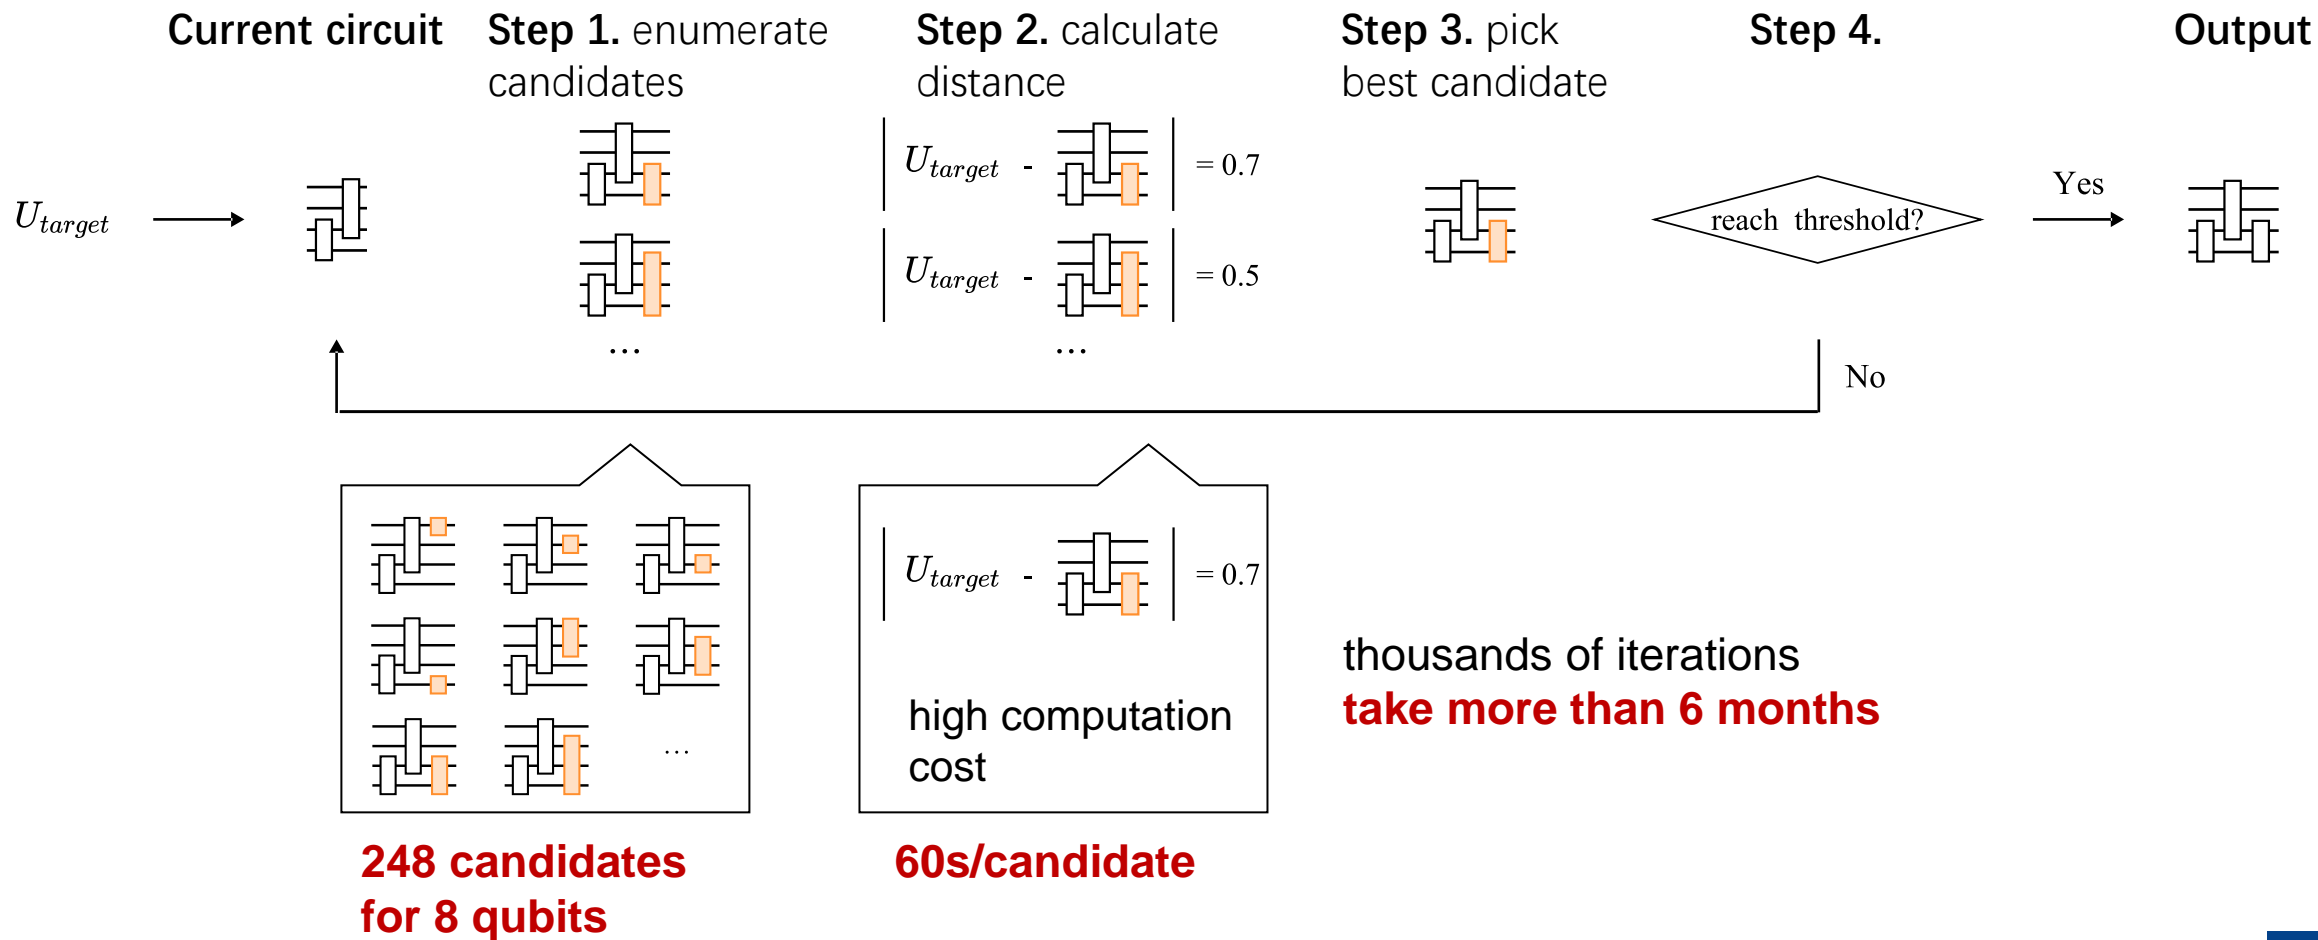 Current circuit
Step 1. enumerate
candidates
Step 2. calculate
distance
Step 3. pick
best candidate
Step 4.
Output
U_target
U_target - = 0.7
U_target - = 0.5
...
...
reach threshold?
Yes
No
...
248 candidates
for 8 qubits
U_target - = 0.7
high computation
cost
60s/candidate
thousands of iterations
take more than 6 months